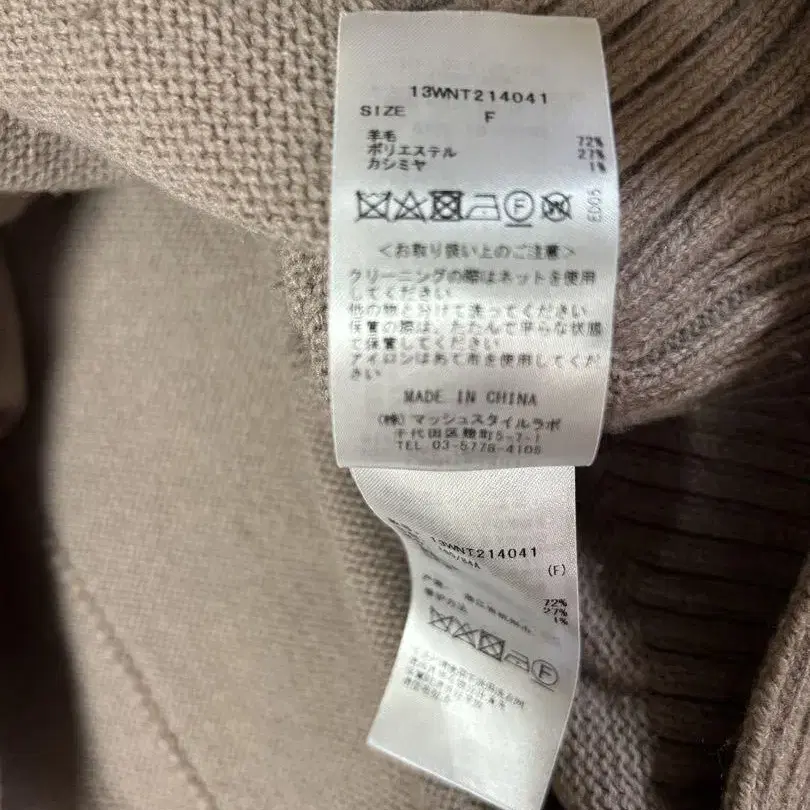 13WNT214041
SIZE F
羊毛 72%
ポリエステル 27%
カシミヤ 1%
F W
ED05
<お取り扱い上のご注意>
クリーニングの際はネットを使用
してください
他の物と分けて洗ってください
保管の際は、たたんで平らな状態
で保管してください
アイロンはあて布を使用してくだ
さい
MADE IN CHINA
(株)マッシュスタイルラボ
千代田区麹町5-7-1
TEL 03-5778-4105
13WNT214041
(F)
72%
27%
1%
F